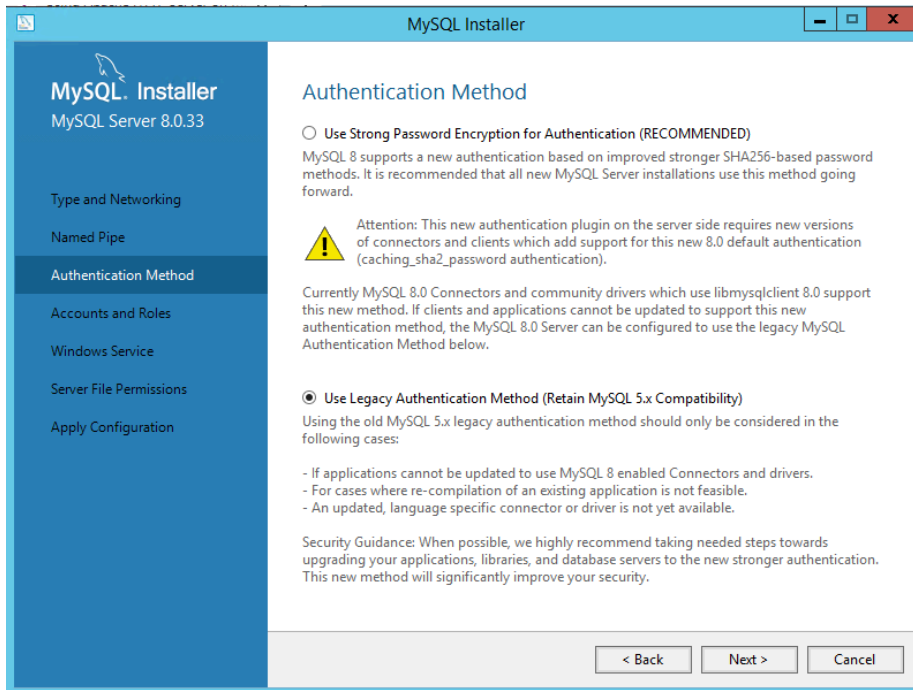 MySQL Installer
MySQL. Installer
MySQL Server 8.0.33
Type and Networking
Named Pipe
Authentication Method
Accounts and Roles
Windows Service
Server File Permissions
Apply Configuration
Authentication Method
Use Strong Password Encryption for Authentication (RECOMMENDED)
MySQL 8 supports a new authentication based on improved stronger SHA256-based password
methods. It is recommended that all new MySQL Server installations use this method going
forward.
Attention: This new authentication plugin on the server side requires new versions
of connectors and clients which add support for this new 8.0 default authentication
(caching_sha2_password authentication).
Currently MySQL 8.0 Connectors and community drivers which use libmysqlclient 8.0 support
this new method. If clients and applications cannot be updated to support this new
authentication method, the MySQL 8.0 Server can be configured to use the legacy MySQL
Authentication Method below.
Use Legacy Authentication Method (Retain MySQL 5.x Compatibility)
Using the old MySQL 5.x legacy authentication method should only be considered in the
following cases:
- If applications cannot be updated to use MySQL 8 enabled Connectors and drivers.
- For cases where re-compilation of an existing application is not feasible.
- An updated, language specific connector or driver is not yet available.
Security Guidance: When possible, we highly recommend taking needed steps towards
upgrading your applications, libraries, and database servers to the new stronger authentication.
This new method will significantly improve your security.
< Back
Next >
Cancel